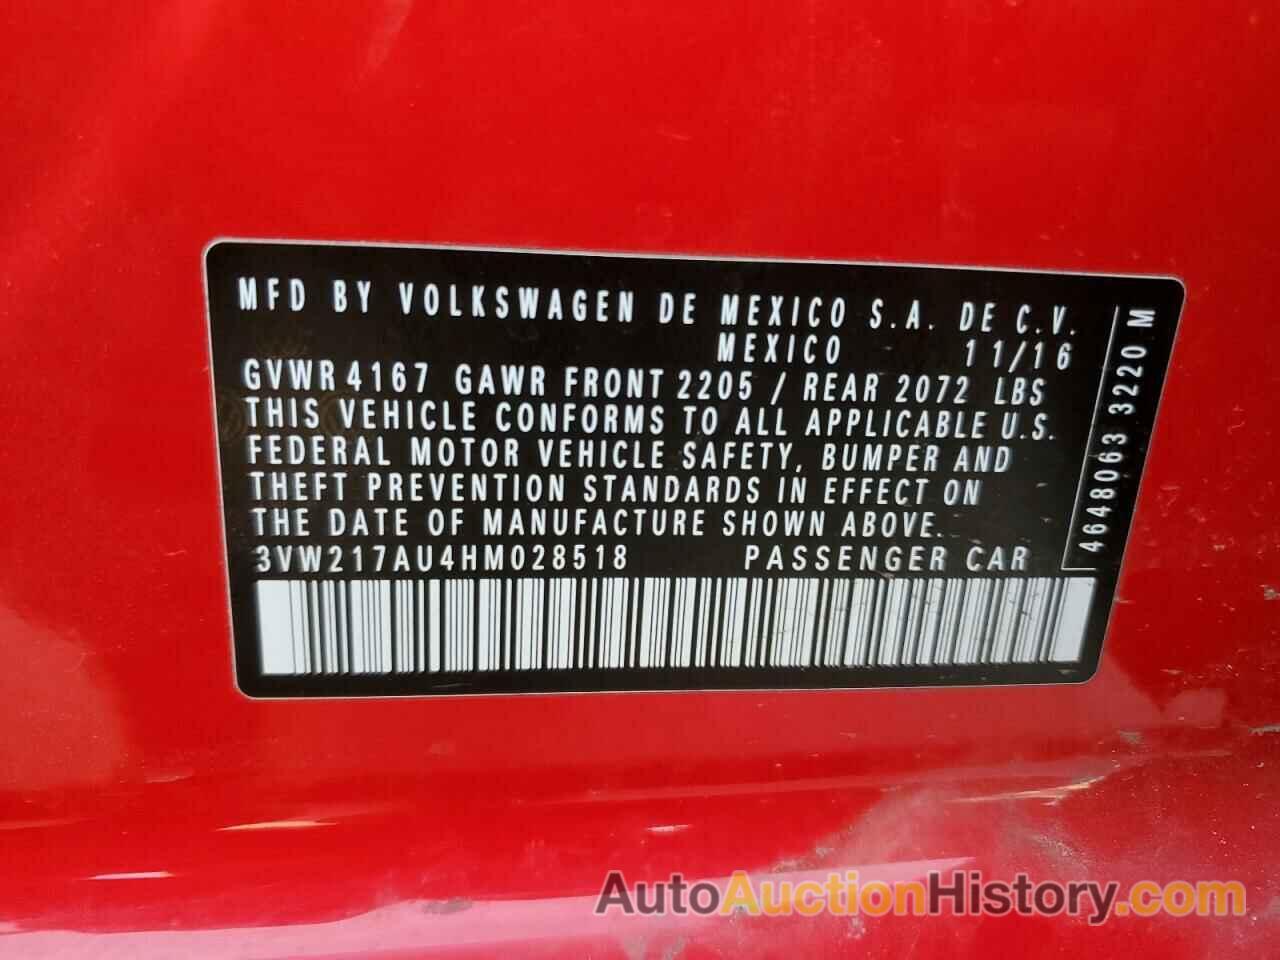 MFD BY VOLKSWAGEN DE MEXICO S.A. DE C.V.
MEXICO 11/16
GVWR 4167 GAWR FRONT 2205 / REAR 2072 LBS
THIS VEHICLE CONFORMS TO ALL APPLICABLE U.S.
FEDERAL MOTOR VEHICLE SAFETY, BUMPER AND
THEFT PREVENTION STANDARDS IN EFFECT ON
THE DATE OF MANUFACTURE SHOWN ABOVE.
3VW217AU4HM028518 PASSENGER CAR
4648063 3220 M
AutoAuctionHistory.com